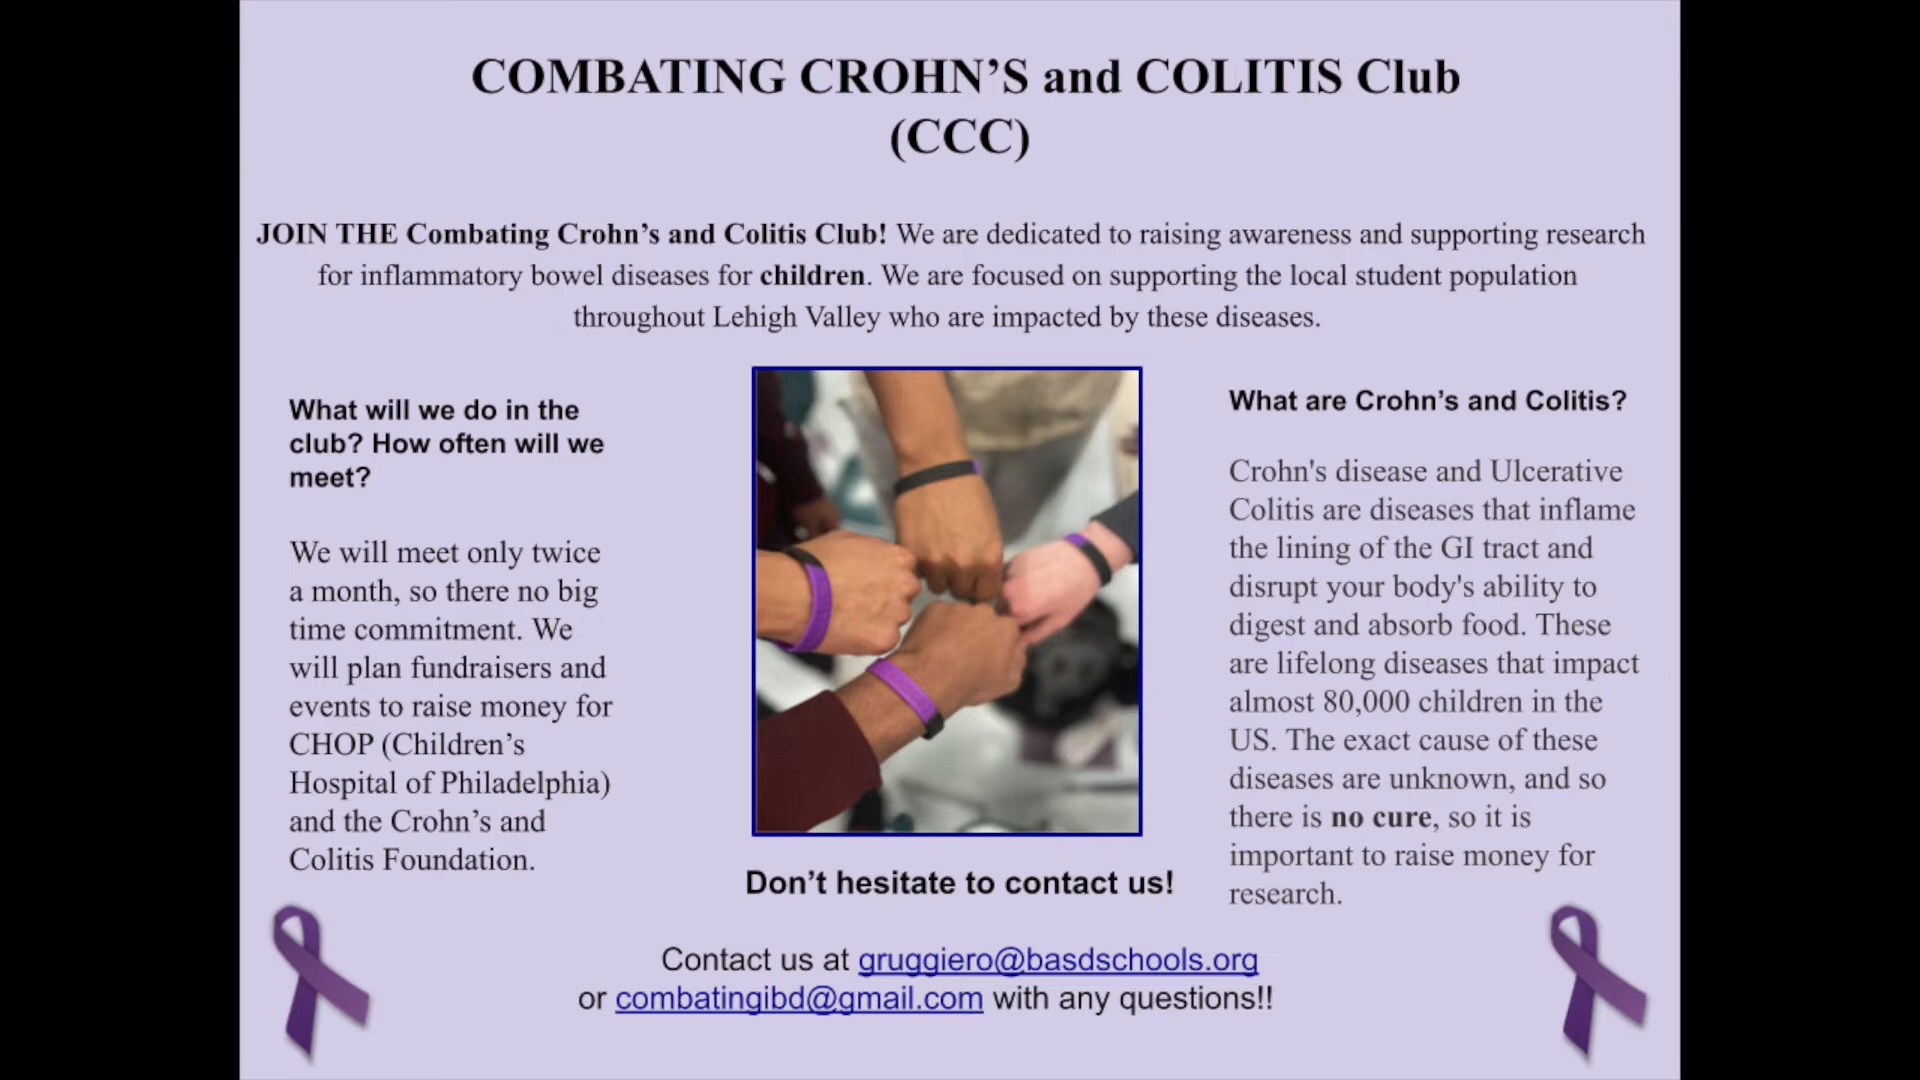 COMBATING CROHN’S and COLITIS Club
(CCC)
JOIN THE Combating Crohn’s and Colitis Club! We are dedicated to raising awareness and supporting research
for inflammatory bowel diseases for children. We are focused on supporting the local student population
throughout Lehigh Valley who are impacted by these diseases.
What will we do in the
club? How often will we
meet?
We will meet only twice
a month, so there no big
time commitment. We
will plan fundraisers and
events to raise money for
CHOP (Children’s
Hospital of Philadelphia)
and the Crohn’s and
Colitis Foundation.
Don’t hesitate to contact us!
Contact us at gruggiero@basdschools.org
or combatingibd@gmail.com with any questions!!
What are Crohn’s and Colitis?
Crohn's disease and Ulcerative
Colitis are diseases that inflame
the lining of the GI tract and
disrupt your body's ability to
digest and absorb food. These
are lifelong diseases that impact
almost 80,000 children in the
US. The exact cause of these
diseases are unknown, and so
there is no cure, so it is
important to raise money for
research.